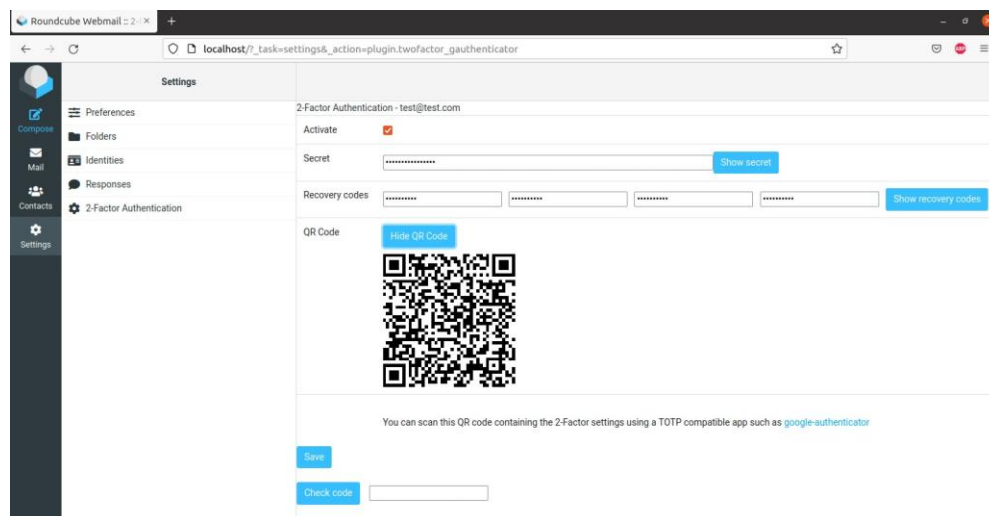 Roundcube Webmail :: 2-
localhost/?_task=settings&_action=plugin.twofactor_gauthenticator
ABP
Settings
Compose
Mail
Contacts
Settings
Preferences
Folders
Identities
Responses
2-Factor Authentication
2-Factor Authentication - test@test.com
Activate
Secret
Show secret
Recovery codes
Show recovery codes
QR Code
Hide QR Code
You can scan this QR code containing the 2-Factor settings using a TOTP compatible app such as google-authenticator
Save
Check code